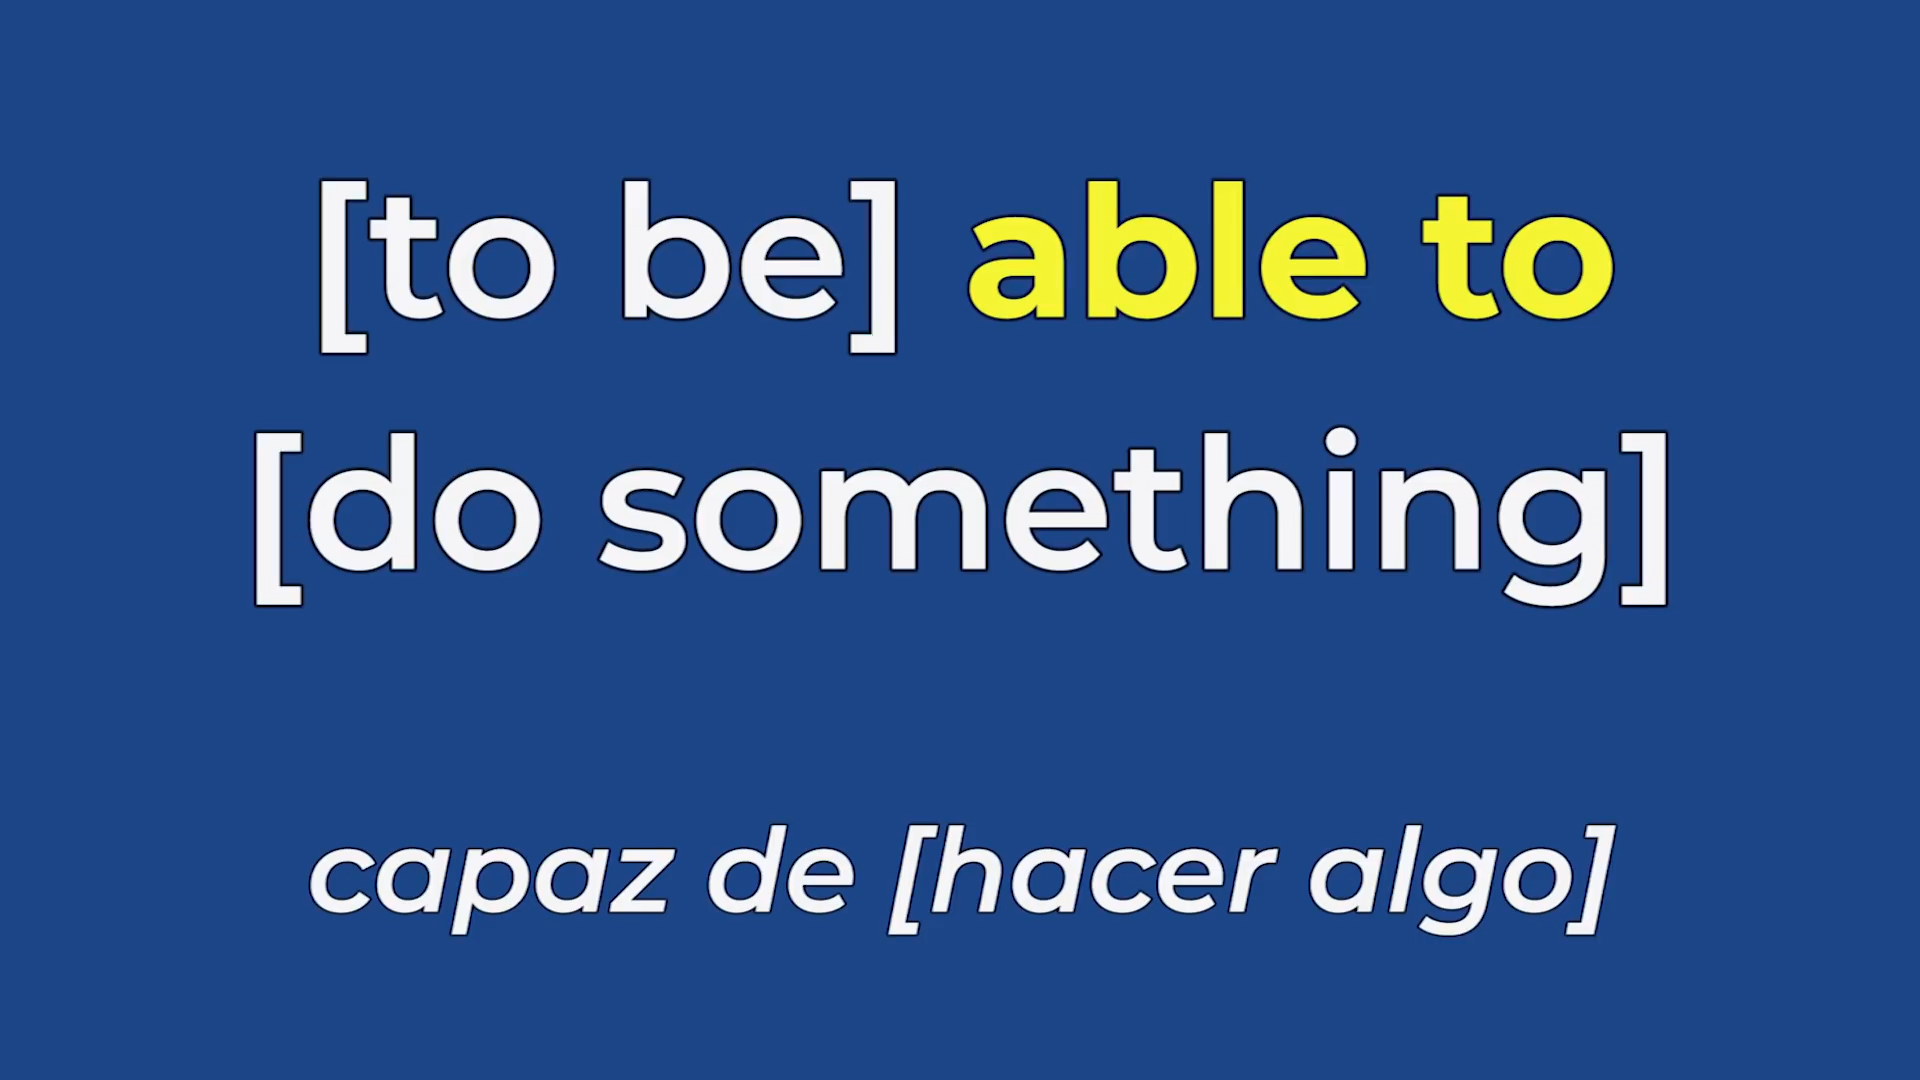 [to be] able to
[do something]
capaz de [hacer algo]